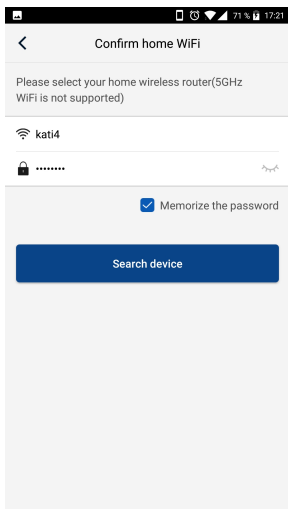 71 % 17:21
Confirm home WiFi
Please select your home wireless router(5GHz
WiFi is not supported)
kati4
••••••••
Memorize the password
Search device